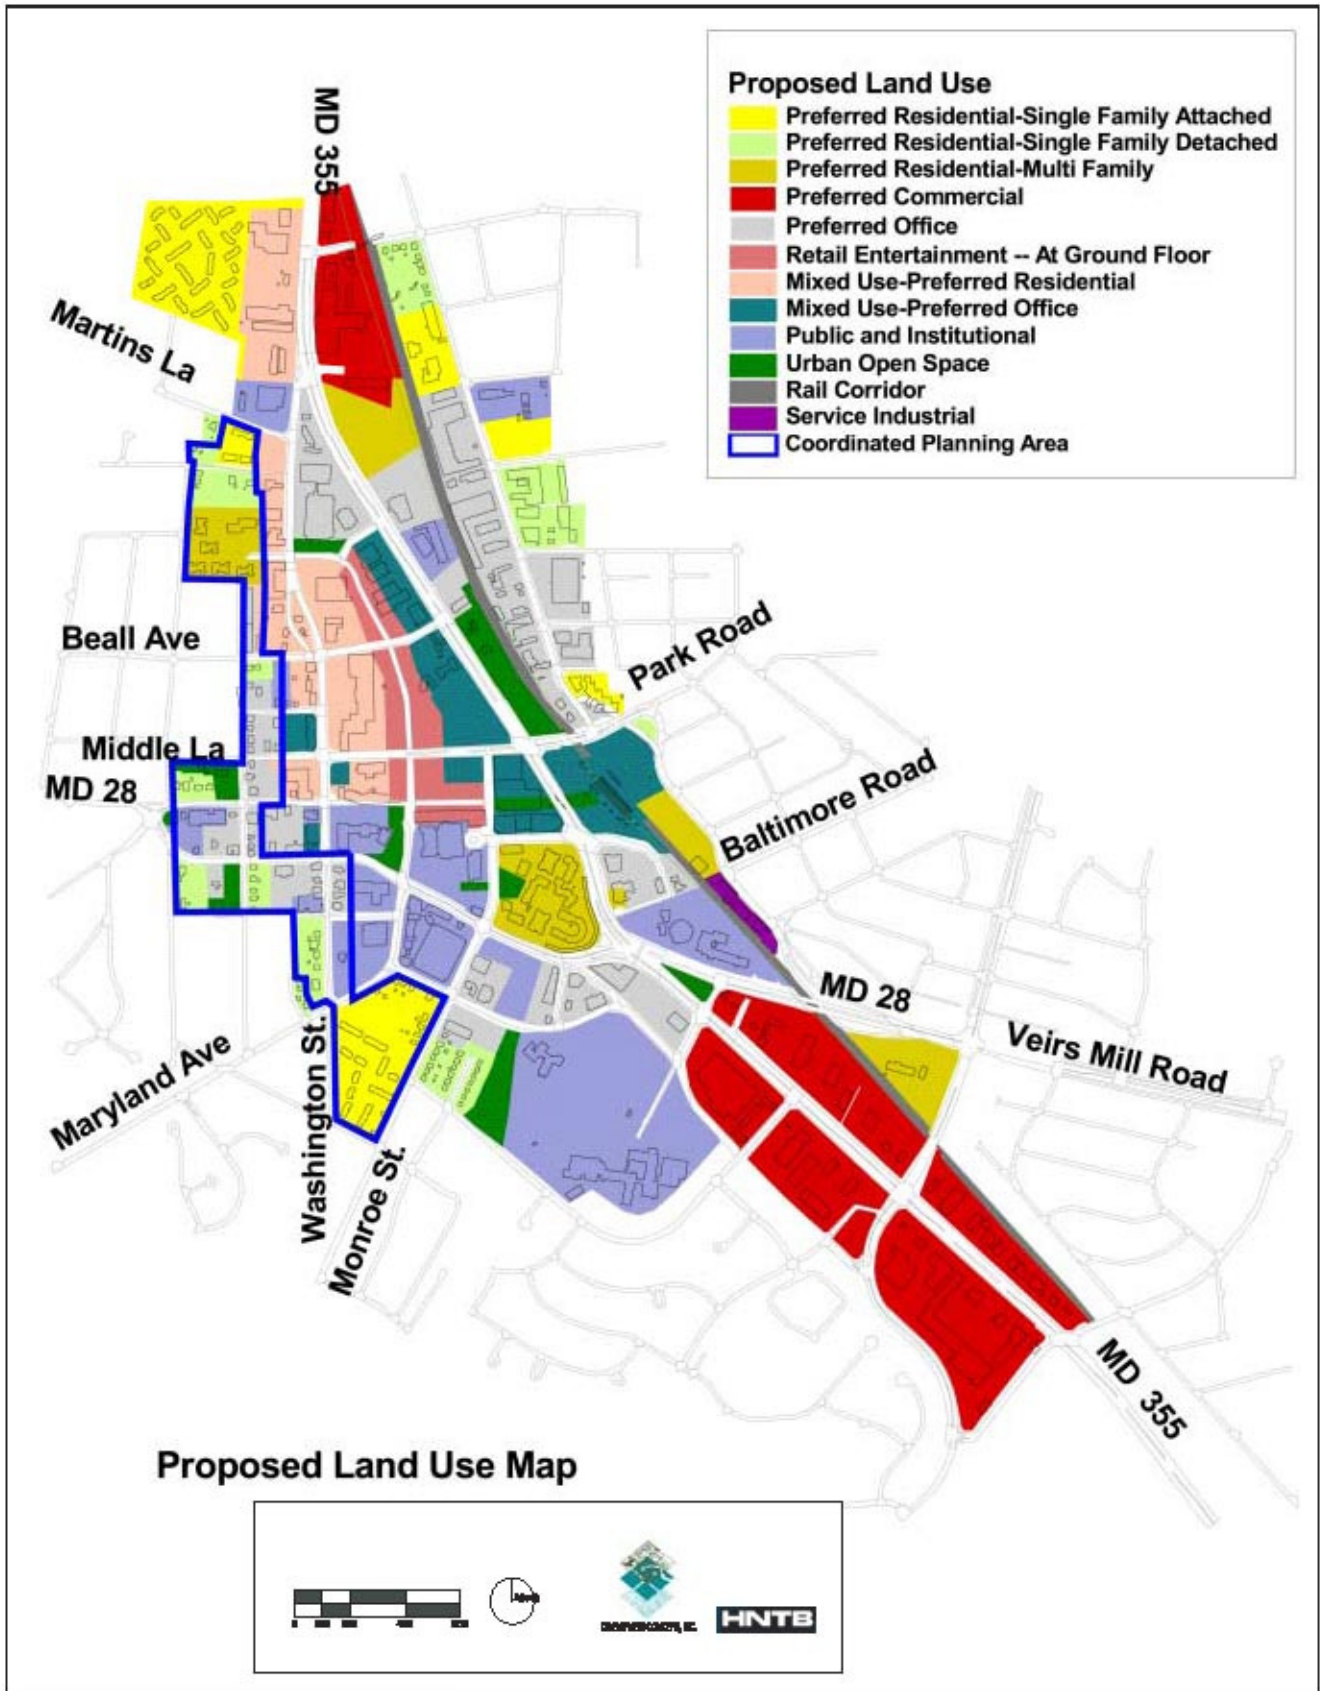 Proposed Land Use
Preferred Residential-Single Family Attached
Preferred Residential-Single Family Detached
Preferred Residential-Multi Family
Preferred Commercial
Preferred Office
Retail Entertainment -- At Ground Floor
Mixed Use-Preferred Residential
Mixed Use-Preferred Office
Public and Institutional
Urban Open Space
Rail Corridor
Service Industrial
Coordinated Planning Area
MD 355
Martins La
Beall Ave
Park Road
Middle La
MD 28
Baltimore Road
MD 28
Veirs Mill Road
Maryland Ave
Washington St.
Monroe St.
MD 355
Proposed Land Use Map
HNTB